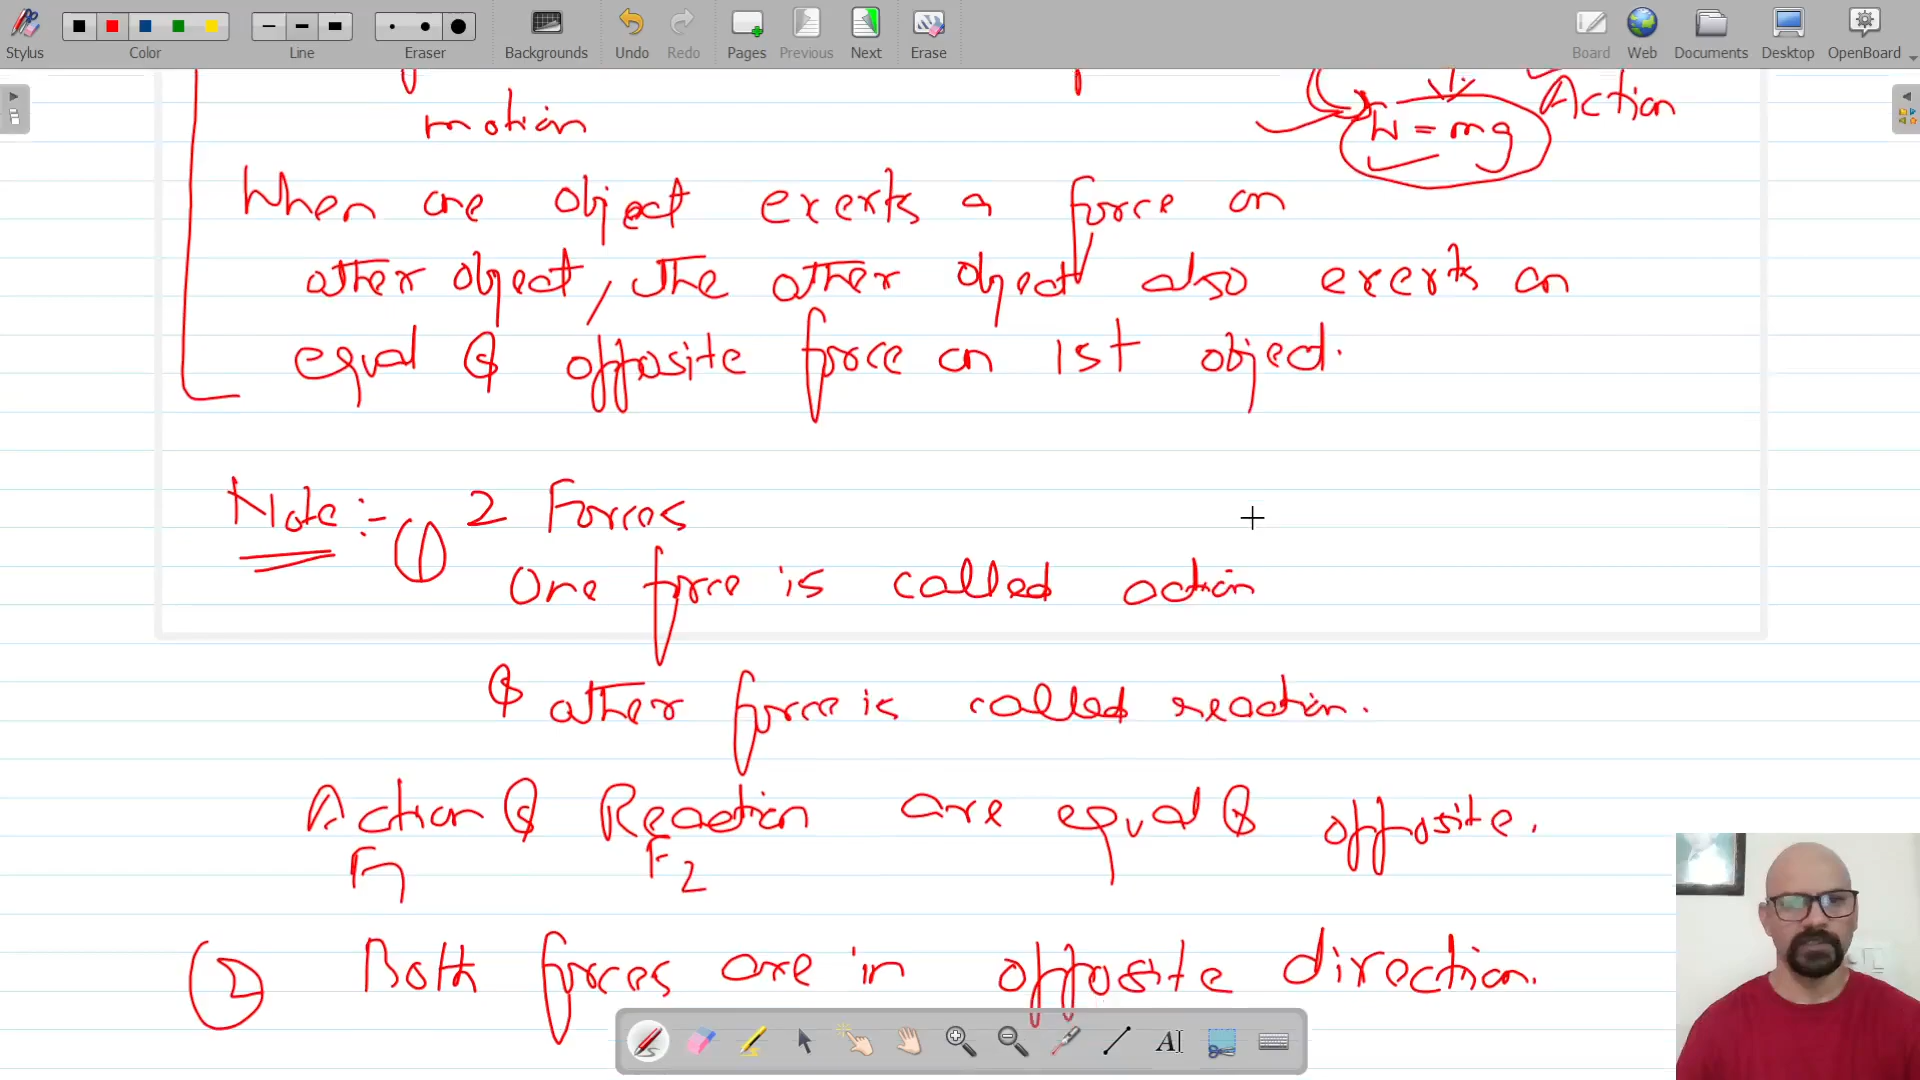 Stylus
Color
Line
Eraser
Backgrounds
Undo
Redo
Pages
Previous
Next
Erase
Board
Web
Documents
Desktop
OpenBoard
motion
Action
W = mg
When one object exerts a force on
other object, the other object also exerts an
equal & opposite force on 1st object.
Note :- ① 2 Forces
One force is called action
& other force is called reaction.
Action & Reaction are equal & opposite.
F1 F2
② Both forces are in opposite direction.